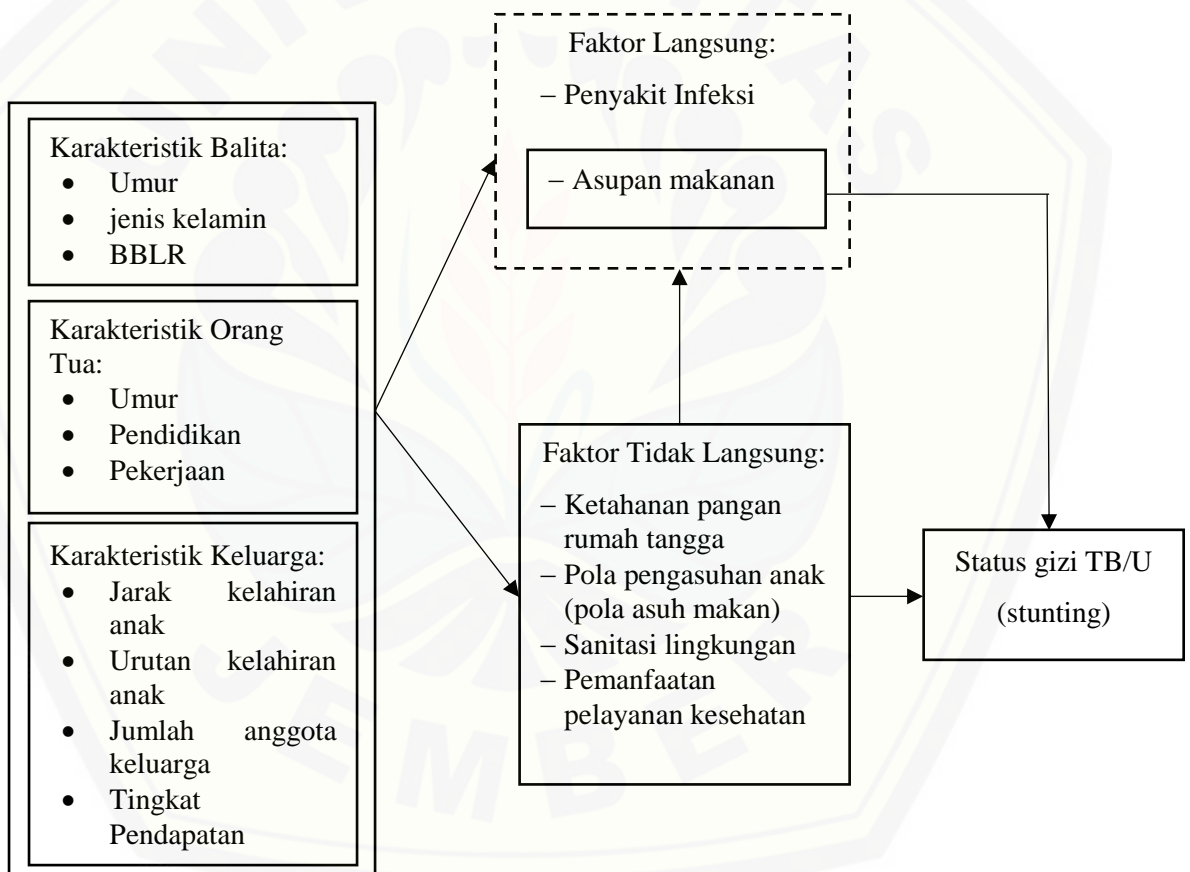 Karakteristik Balita:
• Umur
• jenis kelamin
• BBLR
Karakteristik Orang
Tua:
• Umur
• Pendidikan
• Pekerjaan
Karakteristik Keluarga:
• Jarak kelahiran
anak
• Urutan kelahiran
anak
• Jumlah anggota
keluarga
• Tingkat
Pendapatan
Faktor Langsung:
– Penyakit Infeksi
– Asupan makanan
Faktor Tidak Langsung:
– Ketahanan pangan
rumah tangga
– Pola pengasuhan anak
(pola asuh makan)
– Sanitasi lingkungan
– Pemanfaatan
pelayanan kesehatan
Status gizi TB/U
(stunting)
JEMBER